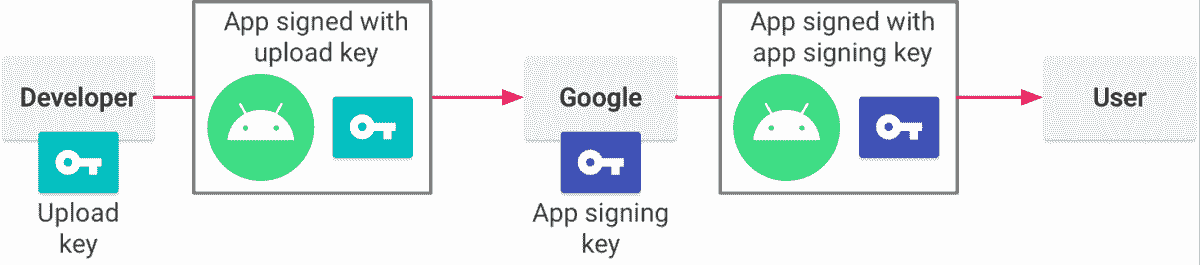 Developer
Upload
key
App signed with
upload key
Google
App signing
key
App signed with
app signing key
User